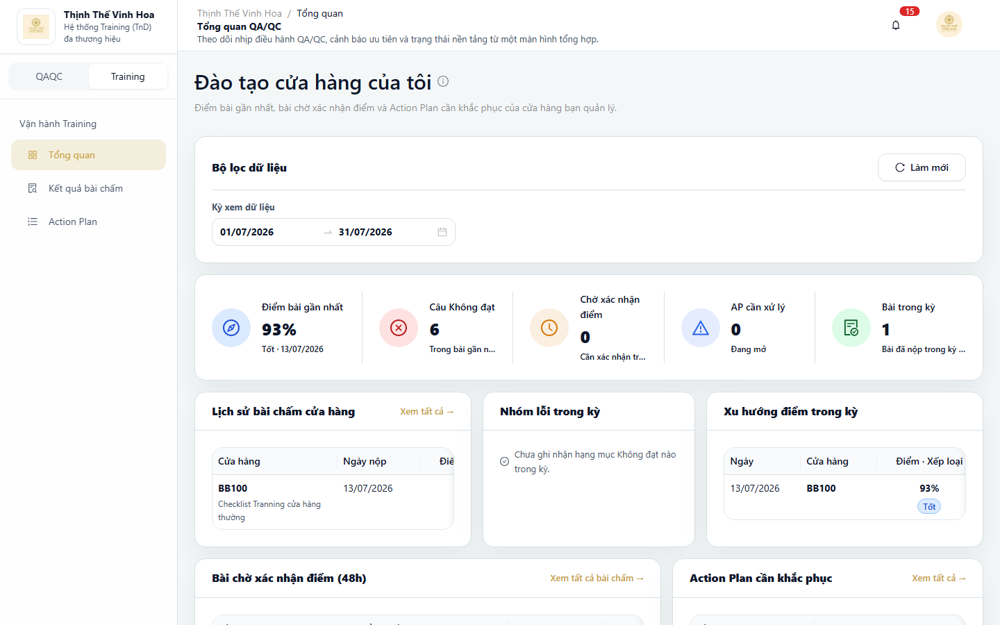 Thịnh Thế Vinh Hoa
Hệ thống Training (TnD)
đa thương hiệu
Thịnh Thế Vinh Hoa / Tổng quan
Tổng quan QA/QC
Theo dõi nhịp điều hành QA/QC, cảnh báo ưu tiên và trạng thái nền tảng từ một màn hình tổng hợp.
15
QAQC
Training
Vận hành Training
Tổng quan
Kết quả bài chấm
Action Plan
Đào tạo cửa hàng của tôi
Điểm bài gần nhất, bài chờ xác nhận điểm và Action Plan cần khắc phục của cửa hàng bạn quản lý.
Bộ lọc dữ liệu
Làm mới
Kỳ xem dữ liệu
01/07/2026 → 31/07/2026
Điểm bài gần nhất
93%
Tốt · 13/07/2026
Câu Không đạt
6
Trong bài gần n...
Chờ xác nhận
điểm
0
Cần xác nhận tr...
AP cần xử lý
0
Đang mở
Bài trong kỳ
1
Bài đã nộp trong kỳ ...
Lịch sử bài chấm cửa hàng
Xem tất cả →
Cửa hàng
Ngày nộp
Điể
BB100
13/07/2026
Checklist Tranning cửa hàng
thường
Nhóm lỗi trong kỳ
Chưa ghi nhận hạng mục Không đạt nào
trong kỳ.
Xu hướng điểm trong kỳ
Ngày
Cửa hàng
Điểm · Xếp loại
13/07/2026
BB100
93%
Tốt
Bài chờ xác nhận điểm (48h)
Xem tất cả bài chấm →
Action Plan cần khắc phục
Xem tất cả →